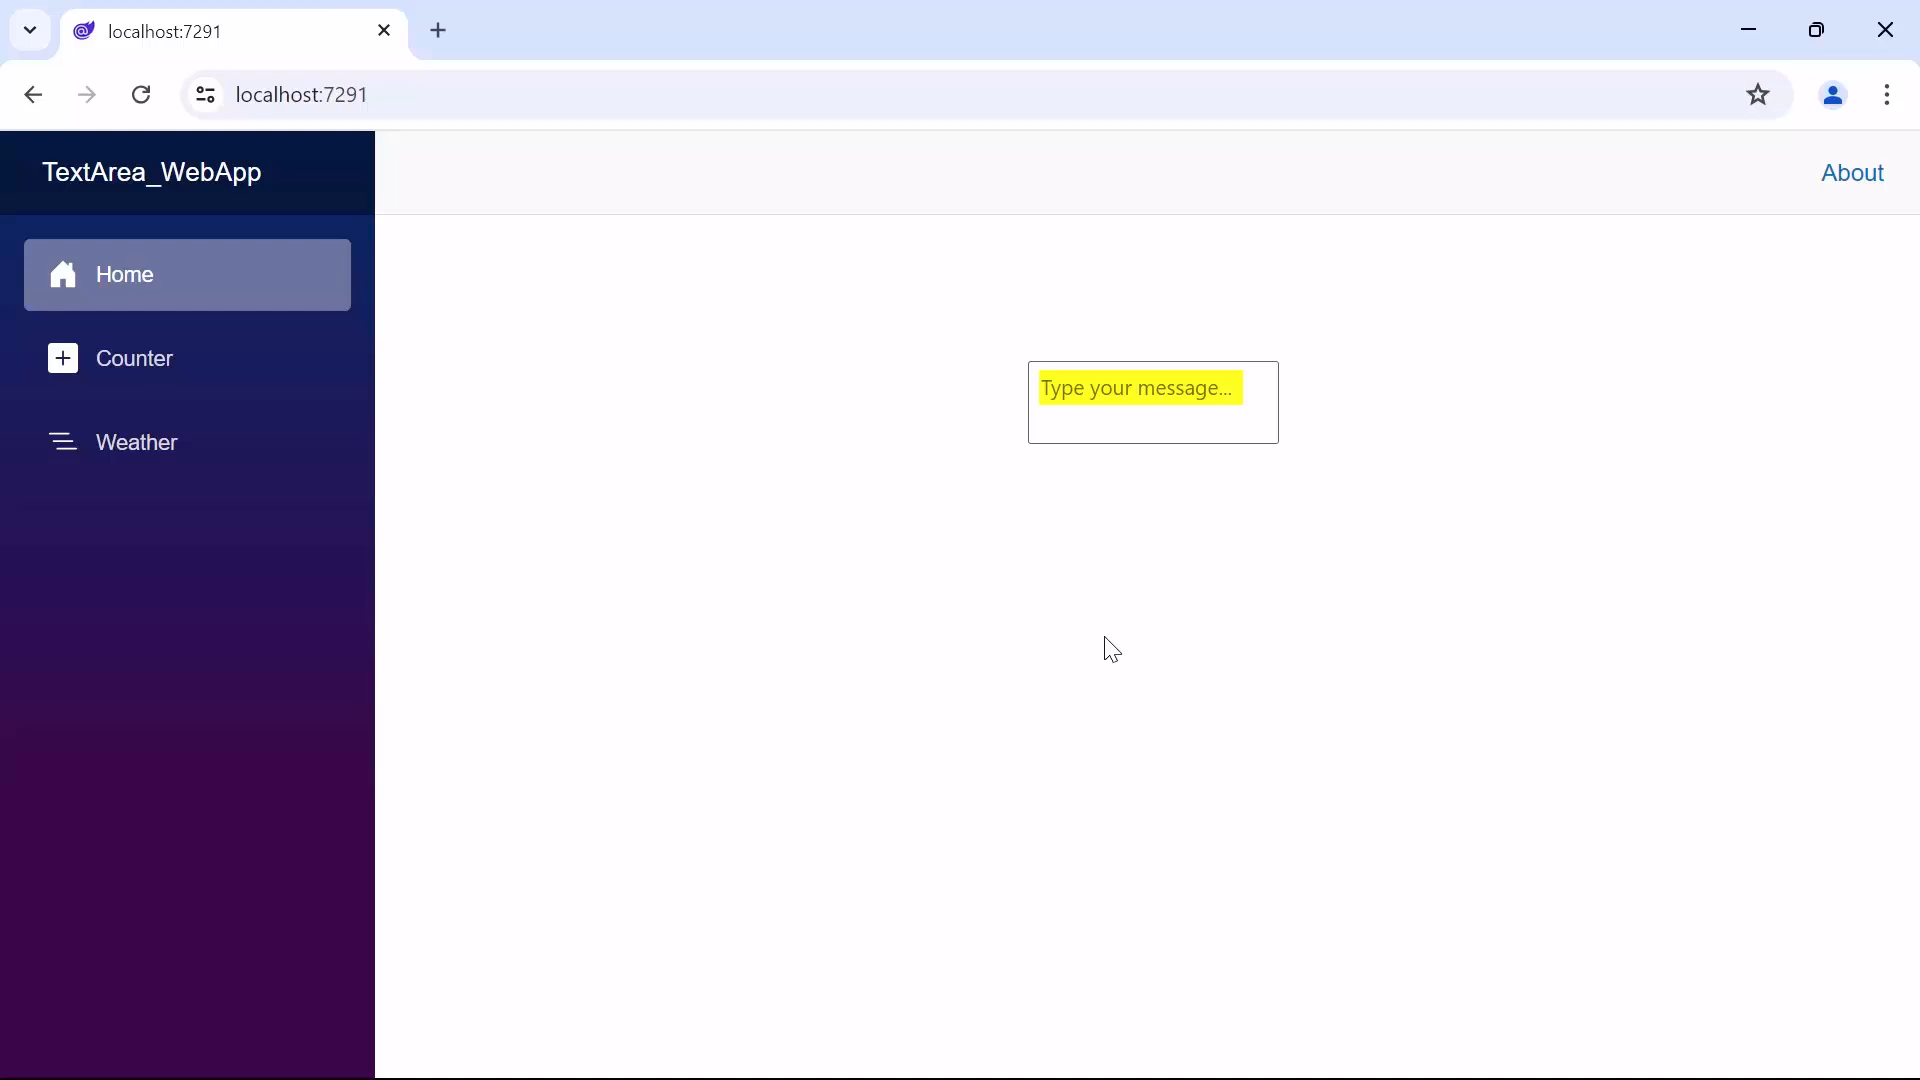 localhost:7291
localhost:7291
TextArea_WebApp
About
Home
Counter
Weather
Type your message...